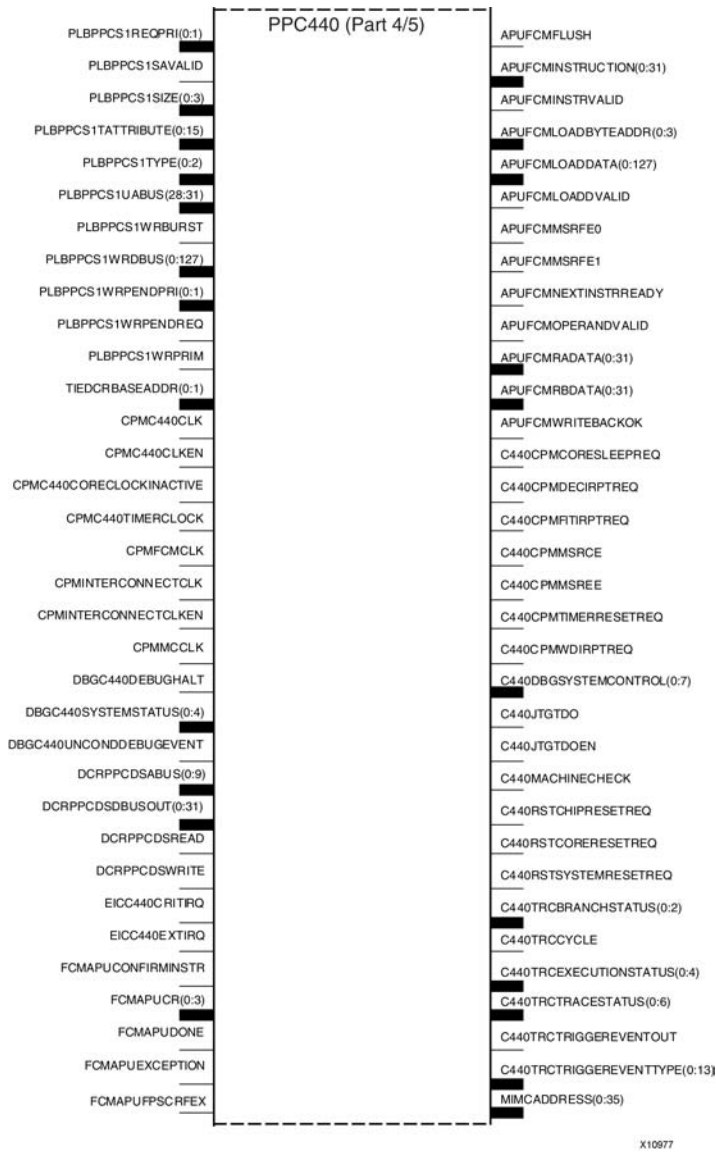 PPC440 (Part 4/5)
PLBPPCS1REQPRI(0:1)
PLBPPCS1SAVALID
PLBPPCS1SIZE(0:3)
PLBPPCS1TATTRIBUTE(0:15)
PLBPPCS1TYPE(0:2)
PLBPPCS1UABUS(28:31)
PLBPPCS1WRBURST
PLBPPCS1WRDBUS(0:127)
PLBPPCS1WRPENDPRI(0:1)
PLBPPCS1WRPENDREQ
PLBPPCS1WRPRIM
TIEDCRBASEADDR(0:1)
CPMC440CLK
CPMC440CLKEN
CPMC440CORECLOCKINACTIVE
CPMC440TIMERCLOCK
CPMFCMCLK
CPMINTERCONNECTCLK
CPMINTERCONNECTCLKEN
CPMMCCLK
DBGC440DEBUGHALT
DBGC440SYSTEMSTATUS(0:4)
DBGC440UNCONDDEBUGEVENT
DCRPPCDSABUS(0:9)
DCRPPCDSDBUSOUT(0:31)
DCRPPCDSREAD
DCRPPCDSWRITE
EICC440CRITIRQ
EICC440EXTIRQ
FCMAPUCONFIRMINSTR
FCMAPUCR(0:3)
FCMAPUDONE
FCMAPUEXCEPTION
FCMAPUFPSCRFEX
APUFCMFLUSH
APUFCMINSTRUCTION(0:31)
APUFCMINSTRVALID
APUFCMLOADBYTEADDR(0:3)
APUFCMLOADDATA(0:127)
APUFCMLOADDVALID
APUFCMMSRFE0
APUFCMMSRFE1
APUFCMNEXTINSTRREADY
APUFCMOPERANDVALID
APUFCMRADATA(0:31)
APUFCMRBDATA(0:31)
APUFCMWRITEBACKOK
C440CPMCORESLEEPREQ
C440CPMDECIRPTREQ
C440CPMFITIRPTREQ
C440CPMMSRCE
C440CPMMSREE
C440CPMTIMERRESETREQ
C440CPMWDIRPTREQ
C440DBGSYSTEMCONTROL(0:7)
C440JTGTDO
C440JTGTDOEN
C440MACHINECHECK
C440RSTCHIPRESETREQ
C440RSTCORERESETREQ
C440RSTSYSTEMRESETREQ
C440TRCBRANCHSTATUS(0:2)
C440TRCCYCLE
C440TRCEXECUTIONSTATUS(0:4)
C440TRCTRACESTATUS(0:6)
C440TRCTRIGGEREVENTOUT
C440TRCTRIGGEREVENTTYPE(0:13)
MIMCADDRESS(0:35)
X10977